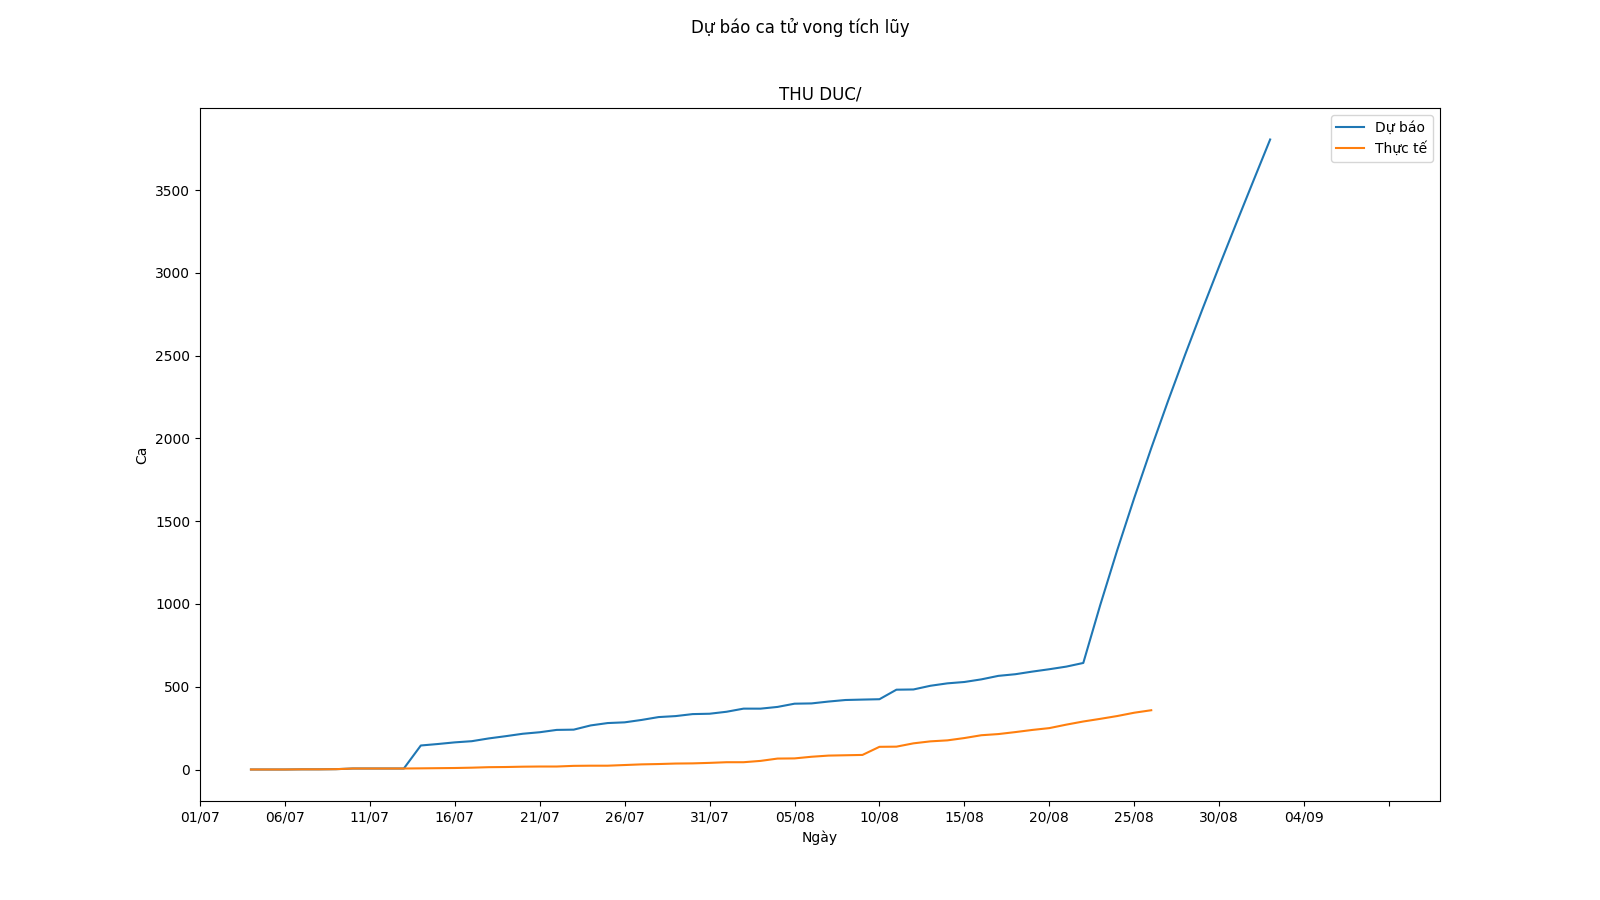 Dự báo ca tử vong tích lũy
THU DUC/
Dự báo
Thực tế
3500
3000
2500
2000
1500
1000
500
0
Ca
01/07 06/07 11/07 16/07 21/07 26/07 31/07 05/08 10/08 15/08 20/08 25/08 30/08 04/09
Ngày